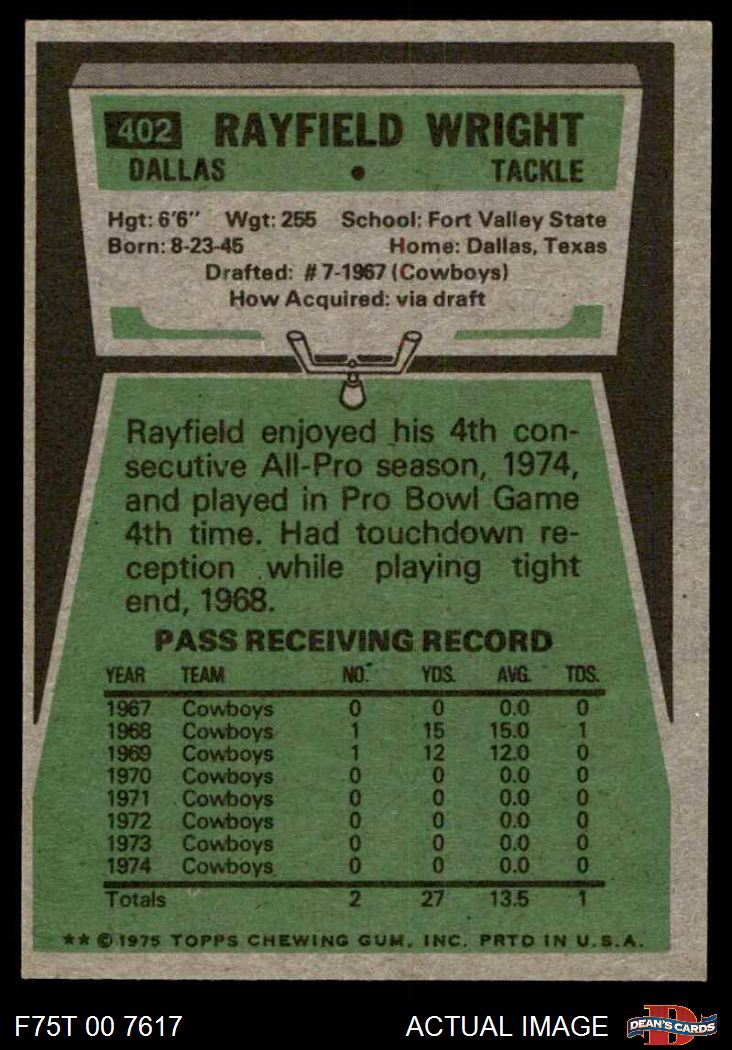 402 RAYFIELD WRIGHT
DALLAS • TACKLE
Hgt: 6'6" Wgt: 255 School: Fort Valley State
Born: 8-23-45 Home: Dallas, Texas
Drafted: #7-1967 (Cowboys)
How Acquired: via draft
Rayfield enjoyed his 4th con-
secutive All-Pro season, 1974,
and played in Pro Bowl Game
4th time. Had touchdown re-
ception while playing tight
end, 1968.
PASS RECEIVING RECORD
YEAR TEAM NO. YDS. AVG. TDS.
1967 Cowboys 0 0 0.0 0
1968 Cowboys 1 15 15.0 1
1969 Cowboys 1 12 12.0 0
1970 Cowboys 0 0 0.0 0
1971 Cowboys 0 0 0.0 0
1972 Cowboys 0 0 0.0 0
1973 Cowboys 0 0 0.0 0
1974 Cowboys 0 0 0.0 0
Totals 2 27 13.5 1
** © 1975 TOPPS CHEWING GUM, INC. PRTD IN U.S.A.
F75T 00 7617 ACTUAL IMAGE D DEAN'S CARDS